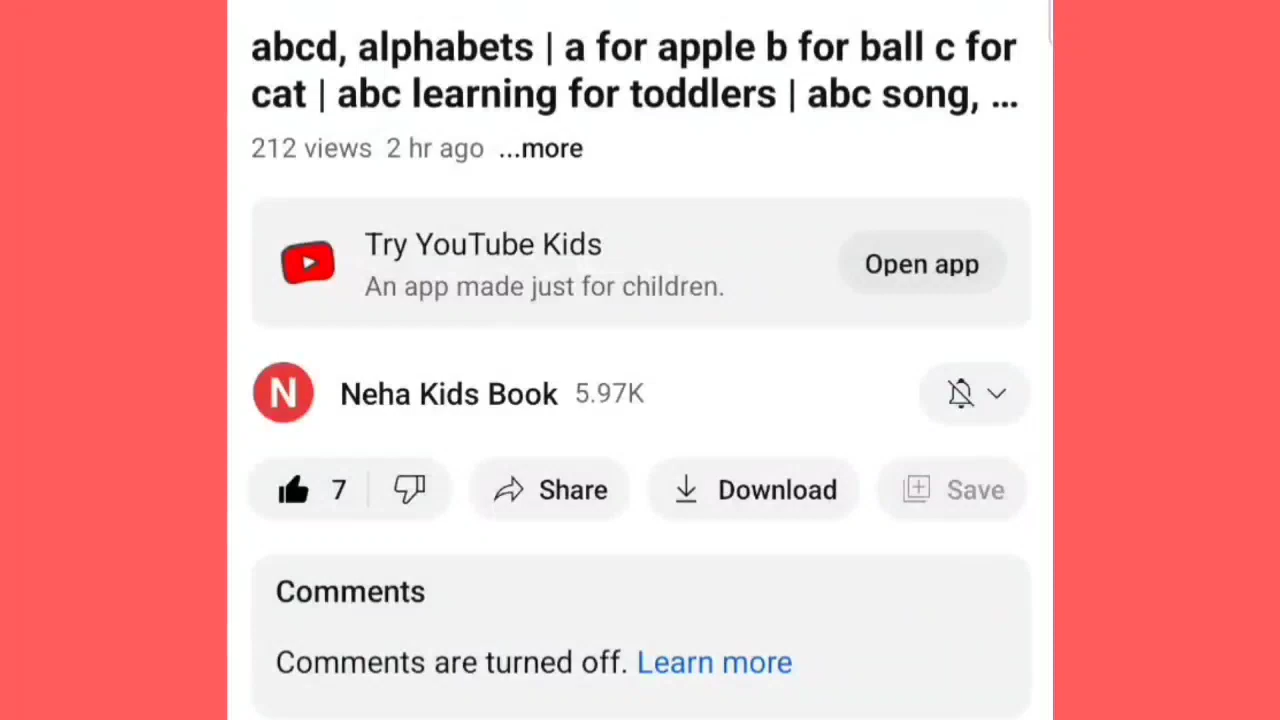 abcd, alphabets | a for apple b for ball c for
cat | abc learning for toddlers | abc song, ...
212 views 2 hr ago ...more
Try YouTube Kids
An app made just for children.
Open app
N
Neha Kids Book 5.97K
7 Share Download Save
Comments
Comments are turned off. Learn more